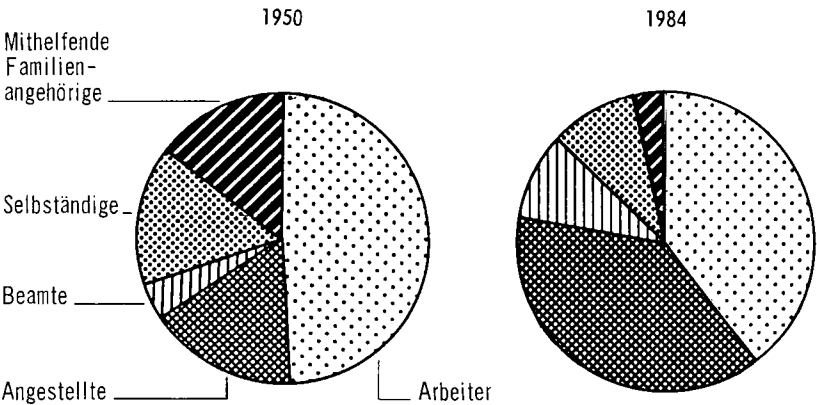 1950
1984
Mithelfende
Familien-
angehörige
Selbständige
Beamte
Angestellte
Arbeiter